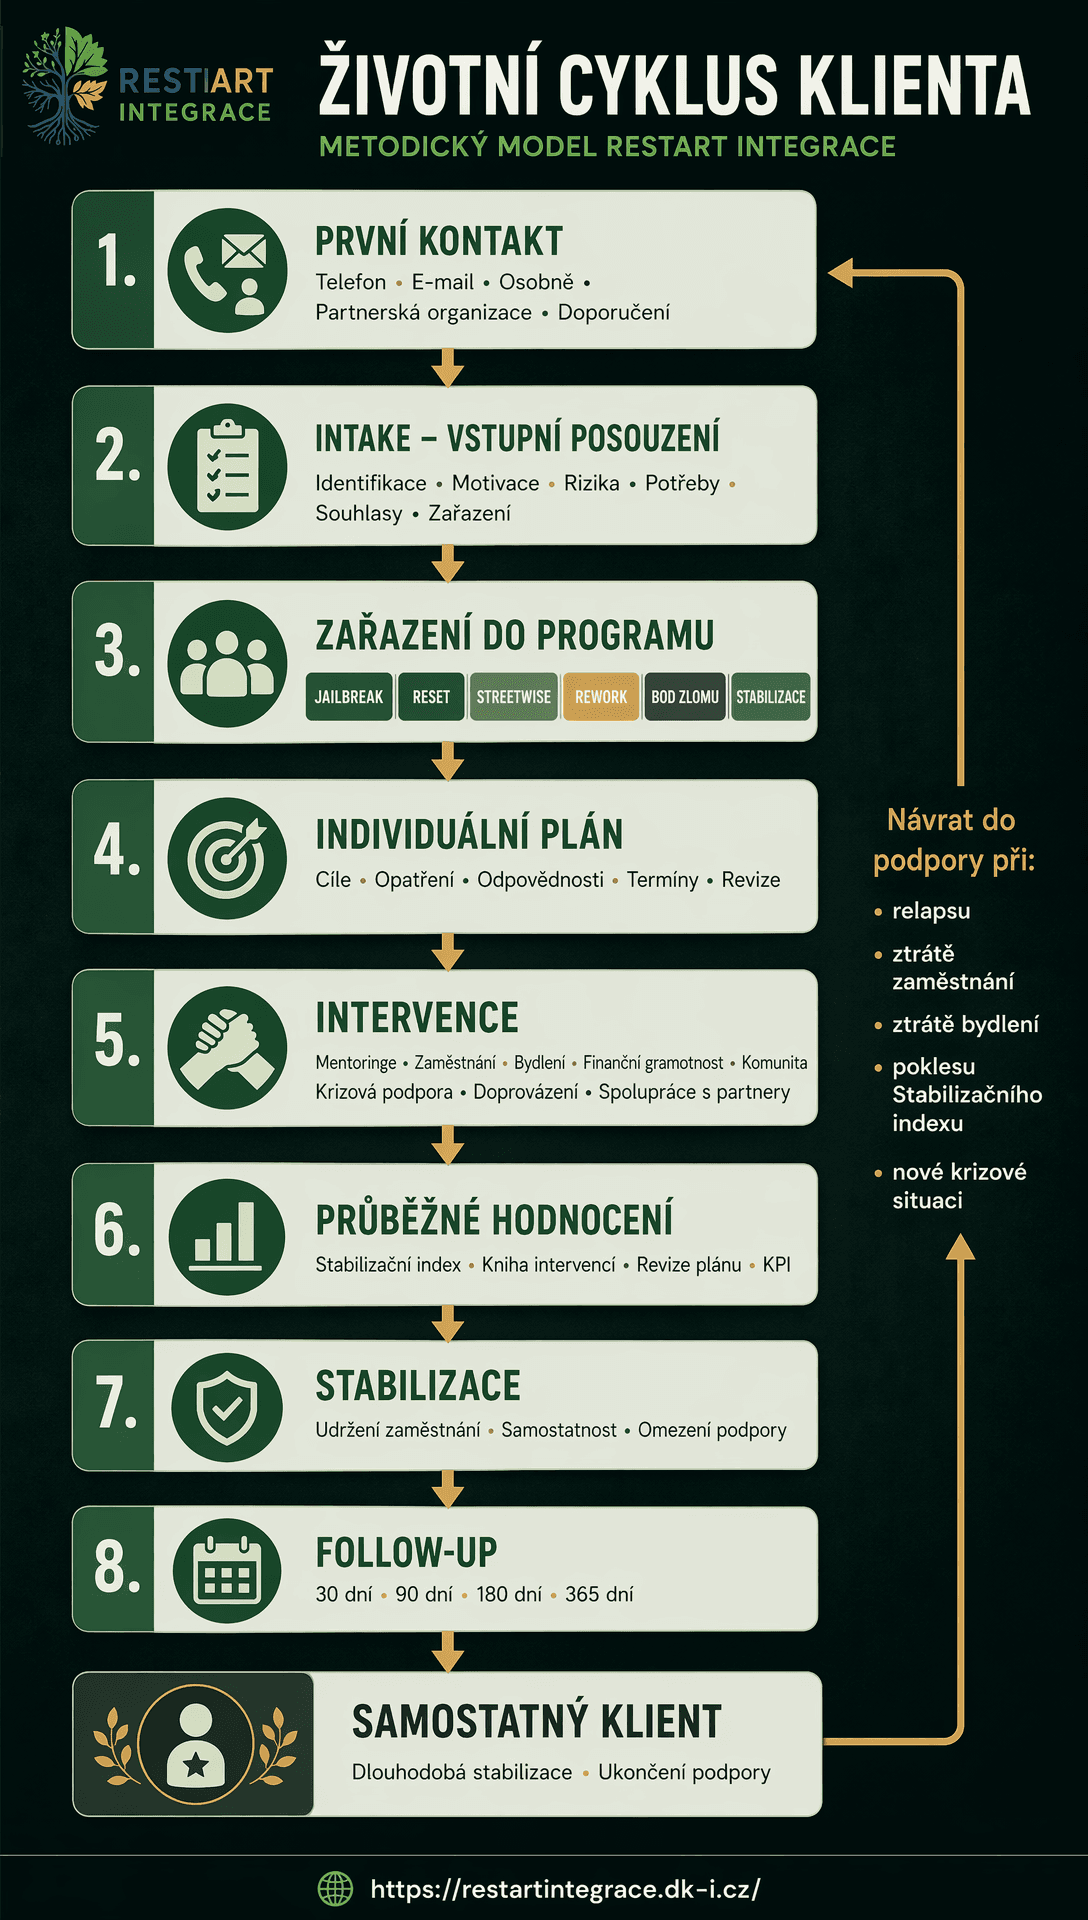 RESTIART
INTEGRACE
ŽIVOTNÍ CYKLUS KLIENTA
METODICKÝ MODEL RESTART INTEGRACE
1.
PRVNÍ KONTAKT
Telefon • E-mail • Osobně •
Partnerská organizace • Doporučení
2.
INTAKE – VSTUPNÍ POSOUZENÍ
Identifikace • Motivace • Rizika • Potřeby •
Souhlasy • Zařazení
3.
ZAŘAZENÍ DO PROGRAMU
JAILBREAK RESET STREETWISE REWORK BOD ZLOMU STABILIZACE
4.
INDIVIDUÁLNÍ PLÁN
Cíle • Opatření • Odpovědnosti • Termíny • Revize
5.
INTERVENCE
Mentoringe • Zaměstnání • Bydlení • Finanční gramotnost • Komunita
Krizová podpora • Doprovázení • Spolupráce s partnery
6.
PRŮBĚŽNÉ HODNOCENÍ
Stabilizační index • Kniha intervencí • Revize plánu • KPI
7.
STABILIZACE
Udržení zaměstnání • Samostatnost • Omezení podpory
8.
FOLLOW-UP
30 dní • 90 dní • 180 dní • 365 dní
SAMOSTATNÝ KLIENT
Dlouhodobá stabilizace • Ukončení podpory
Návrat do
podpory při:
• relapsu
• ztrátě
zaměstnání
• ztrátě bydlení
• poklesu
Stabilizačního
indexu
• nové krizové
situaci
https://restartintegrace.dk-i.cz/